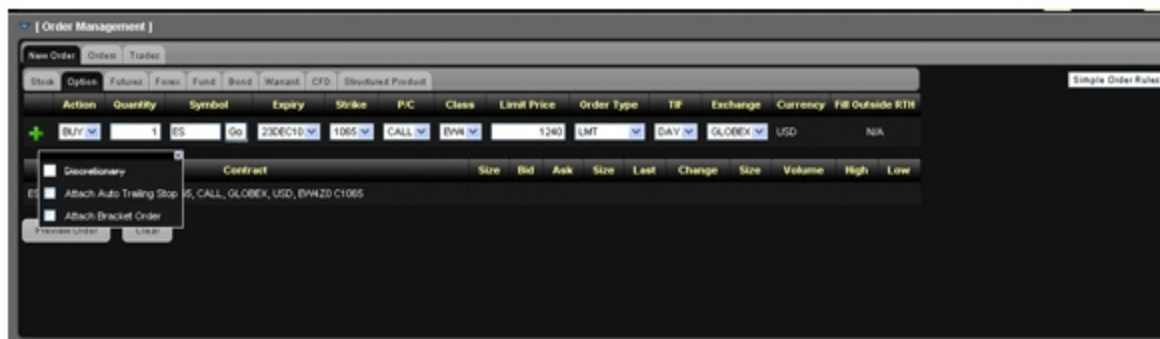 [ Order Management ]
New Order Orders Trades
Stock Option Futures Forex Fund Bond Warrant CFD Structured Product
Simple Order Rules
Action Quantity Symbol Expiry Strike P/C Class Limit Price Order Type TIF Exchange Currency Fill Outside RTH
BUY 1 ES Go 23DEC10 1065 CALL EW4 1240 LMT DAY GLOBEX USD N/A
Discretionary
Contract Size Bid Ask Size Last Change Size Volume High Low
ES Attach Auto Trailing Stop CALL, GLOBEX, USD, EW4Z0 C1065
Attach Bracket Order
Preview Order Clear